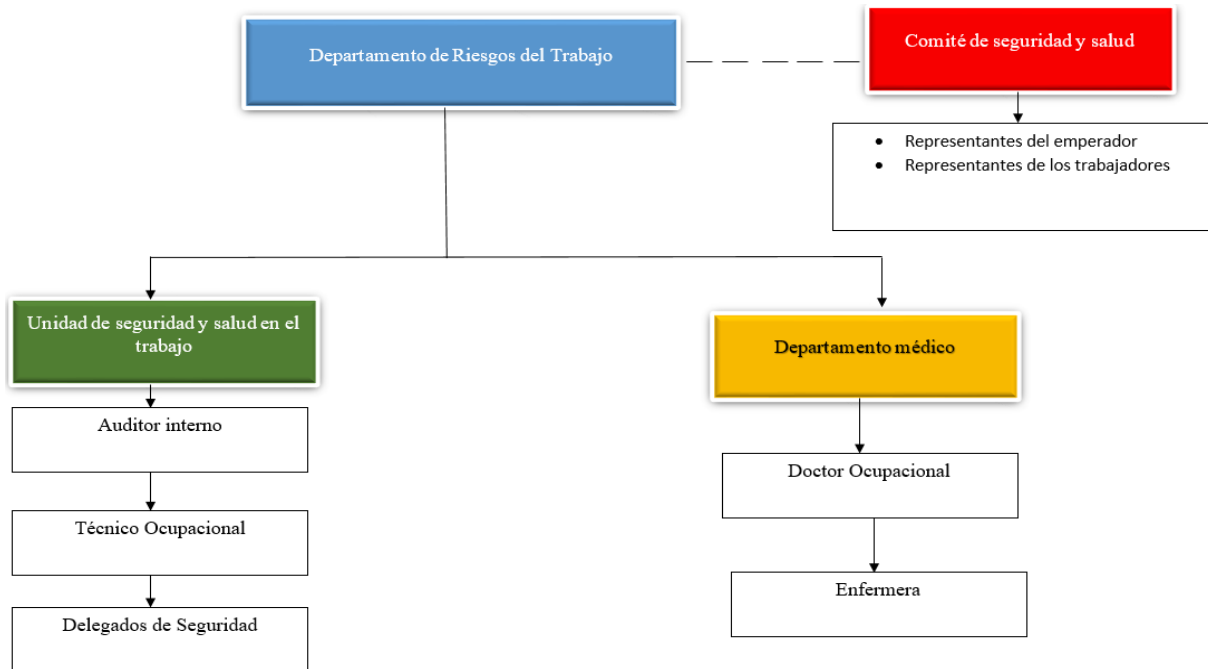 Departamento de Riesgos del Trabajo
Comité de seguridad y salud
• Representantes del emperador
• Representantes de los trabajadores
Unidad de seguridad y salud en el
trabajo
Auditor interno
Técnico Ocupacional
Delegados de Seguridad
Departamento médico
Doctor Ocupacional
Enfermera